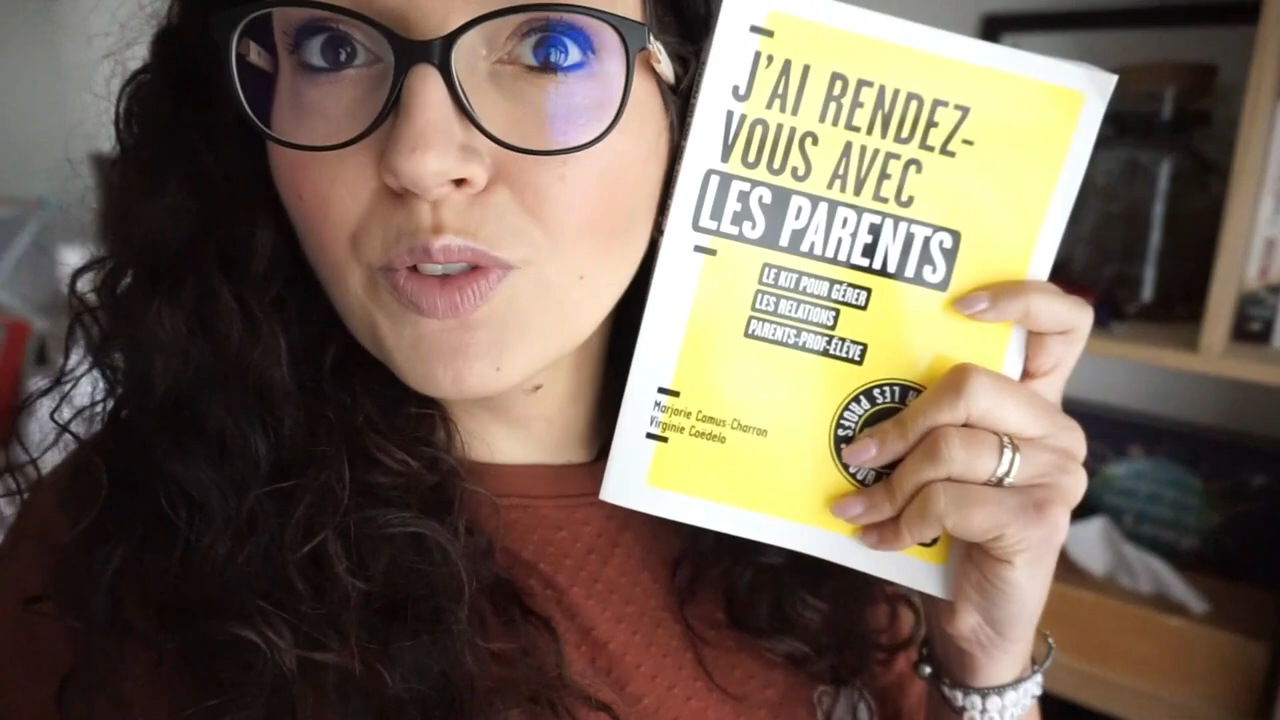 J'AI RENDEZ-
VOUS AVEC
LES PARENTS
LE KIT POUR GÉRER
LES RELATIONS
PARENTS-PROF-ÉLÈVE
Marjorie Camus-Charron
Virginie Caëdelo
LES PROFS